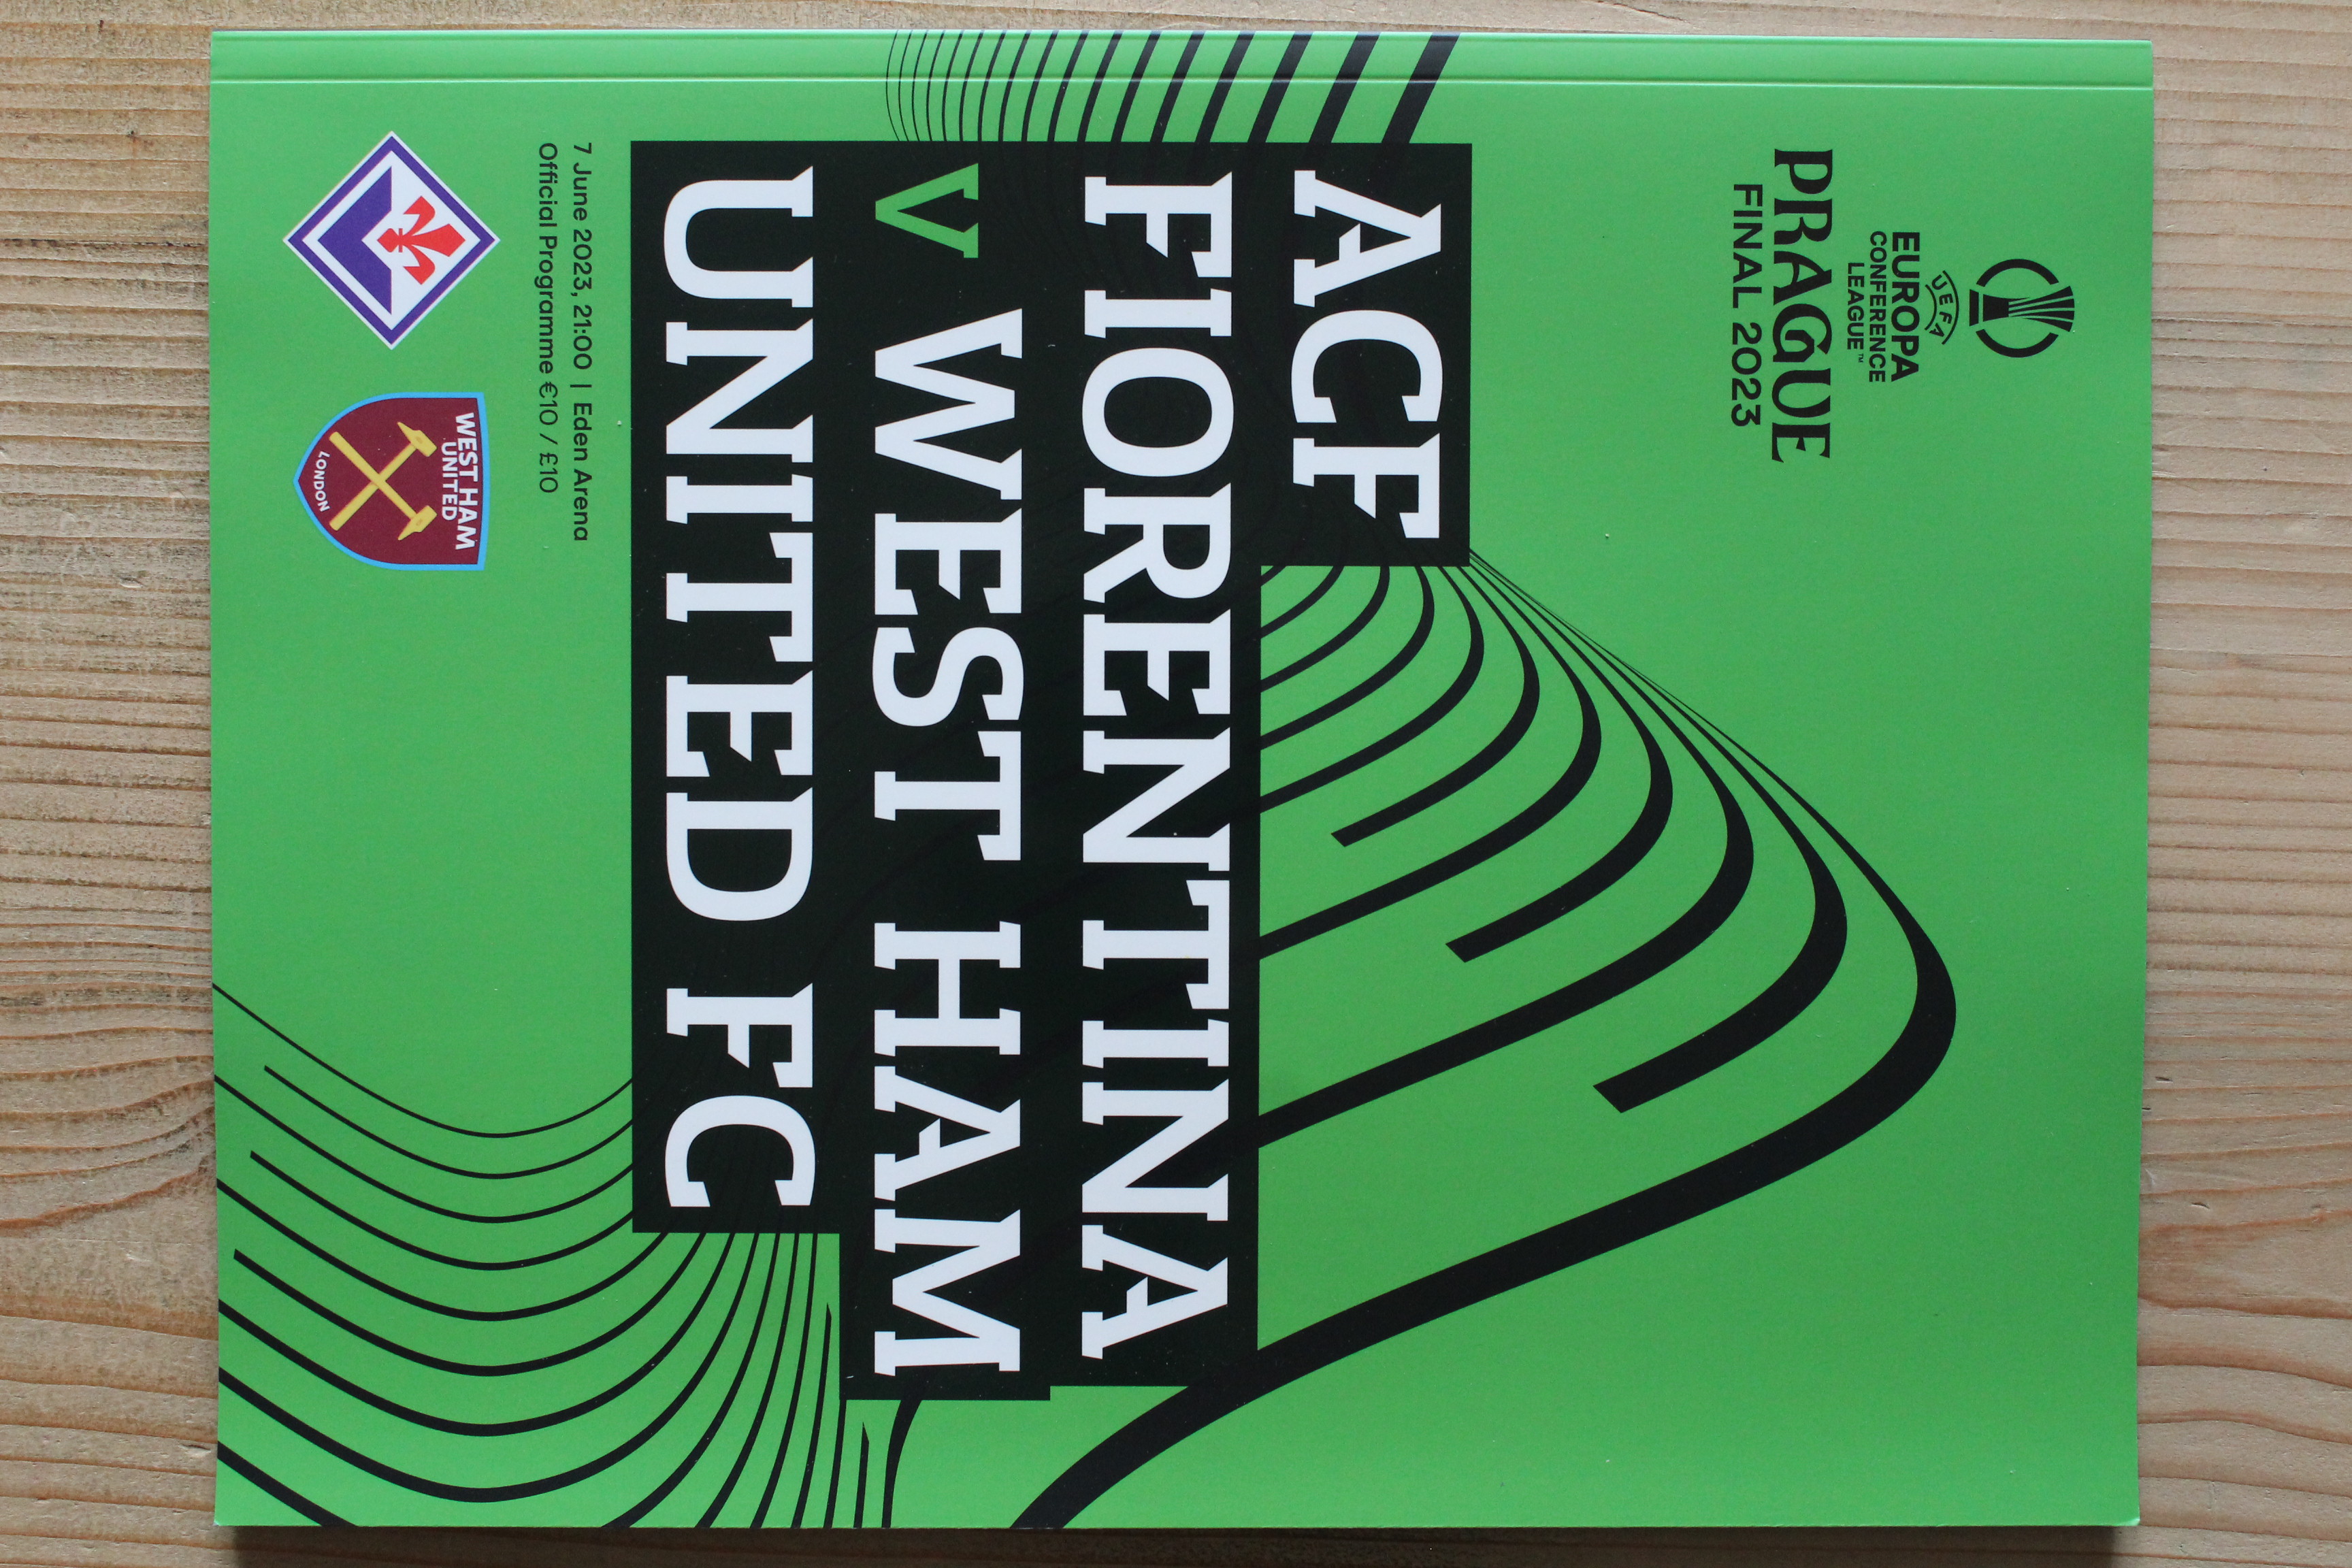 UEFA
EUROPA
CONFERENCE
LEAGUE™
PRAGUE
FINAL 2023
ACF
FIORENTINA
V WEST HAM
UNITED FC
7 June 2023, 21:00 | Eden Arena
Official Programme €10 / £10
WEST HAM
UNITED
LONDON